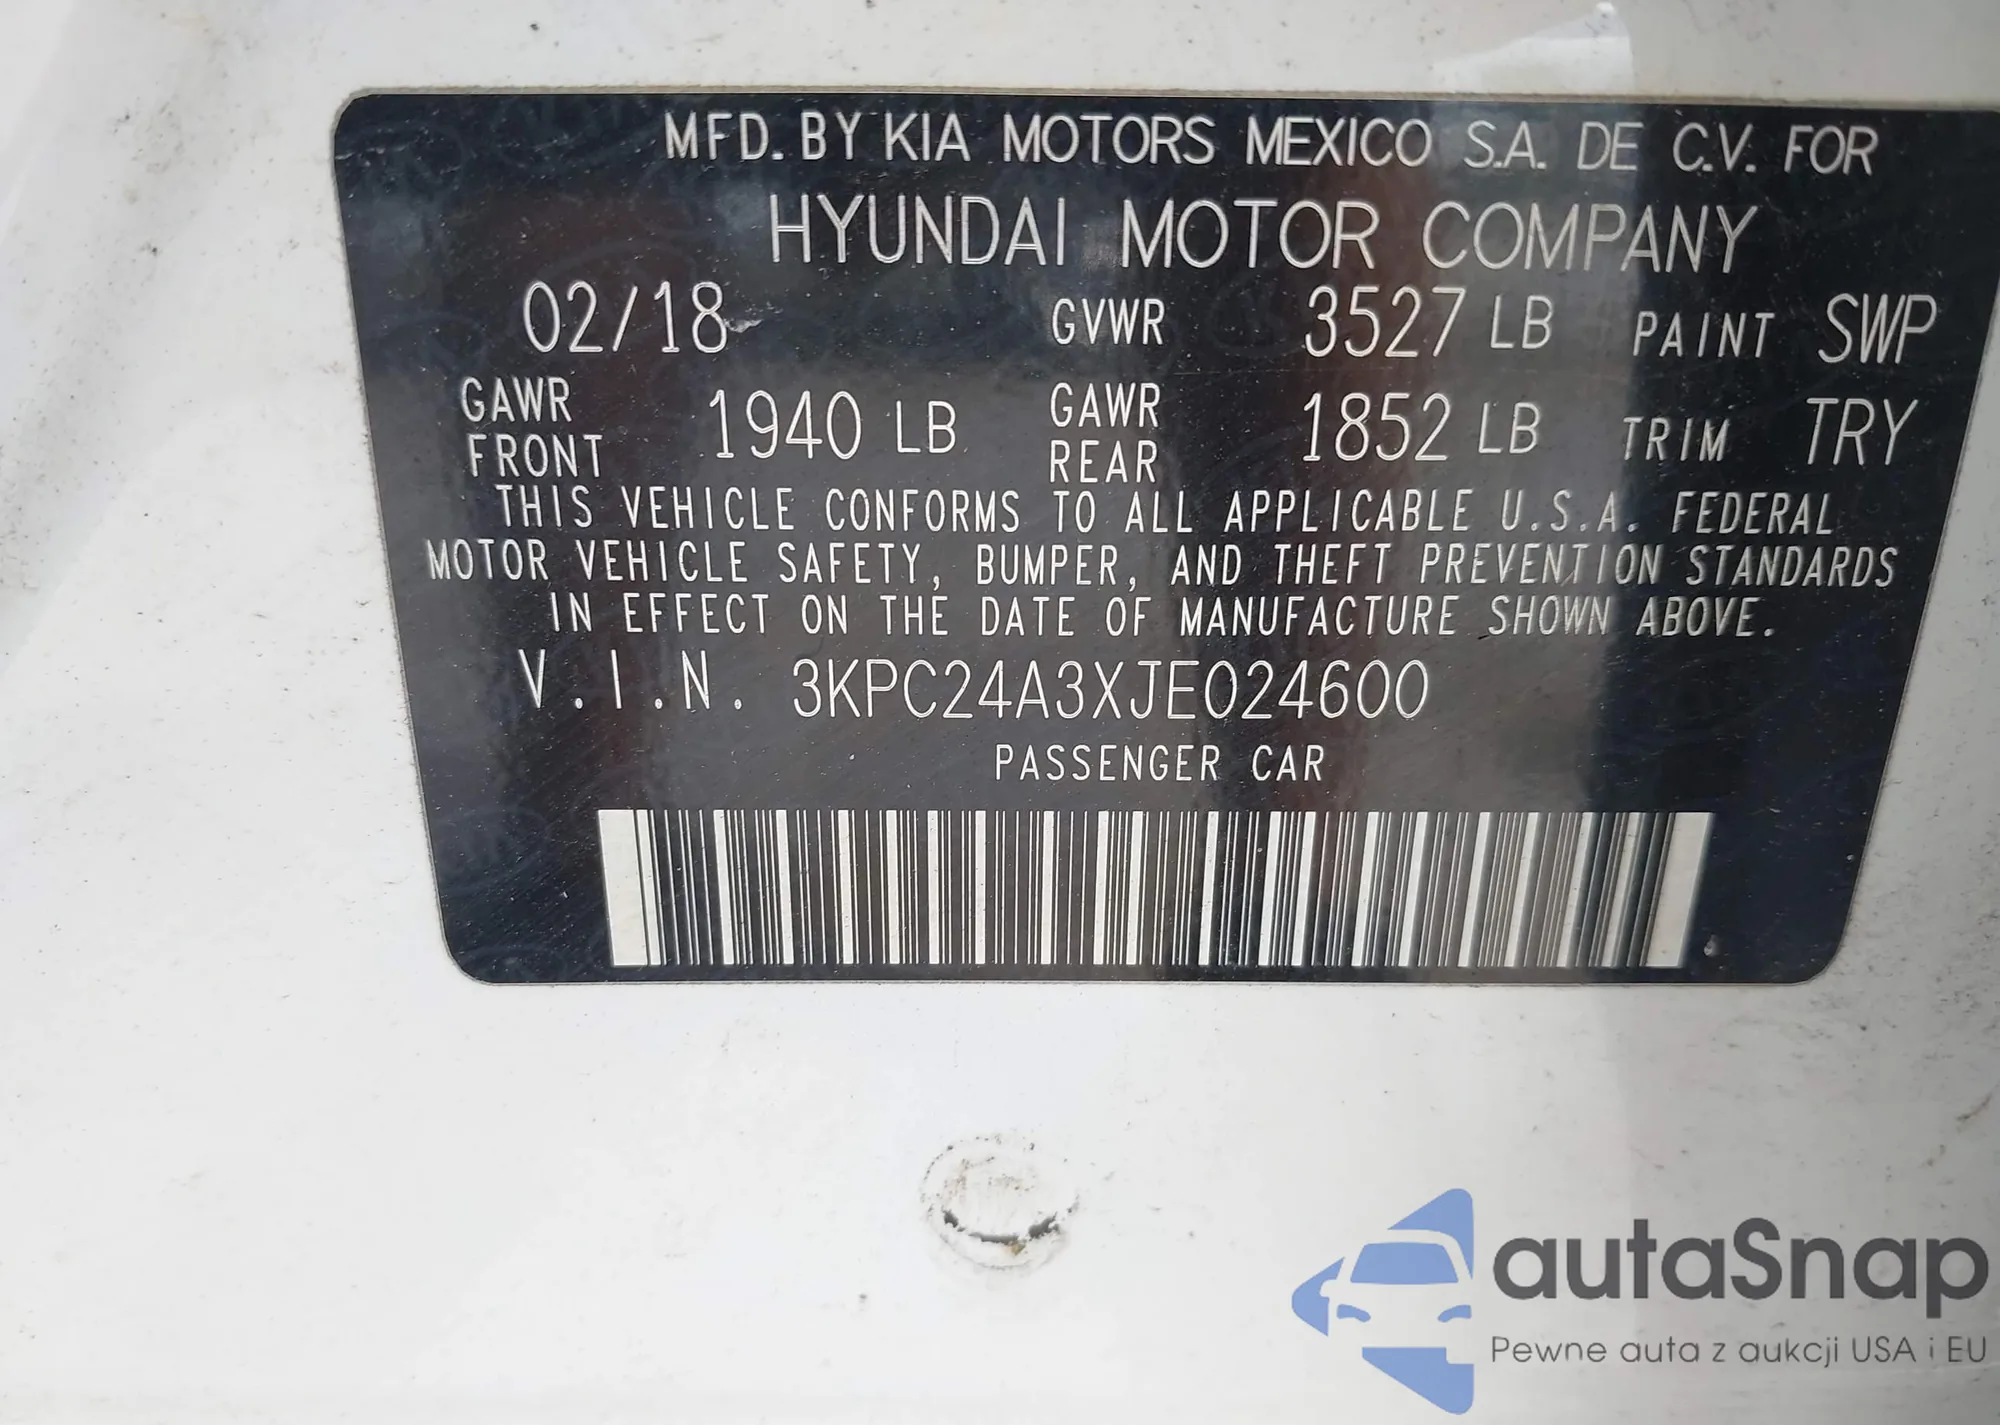 MFD. BY KIA MOTORS MEXICO S.A. DE C.V. FOR
HYUNDAI MOTOR COMPANY
02/18 GVWR 3527 LB PAINT SWP
GAWR FRONT 1940 LB GAWR REAR 1852 LB TRIM TRY
THIS VEHICLE CONFORMS TO ALL APPLICABLE U.S.A. FEDERAL
MOTOR VEHICLE SAFETY, BUMPER, AND THEFT PREVENTION STANDARDS
IN EFFECT ON THE DATE OF MANUFACTURE SHOWN ABOVE.
V.I.N. 3KPC24A3XJE024600
PASSENGER CAR
autaSnap
Pewne auta z aukcji USA i EU